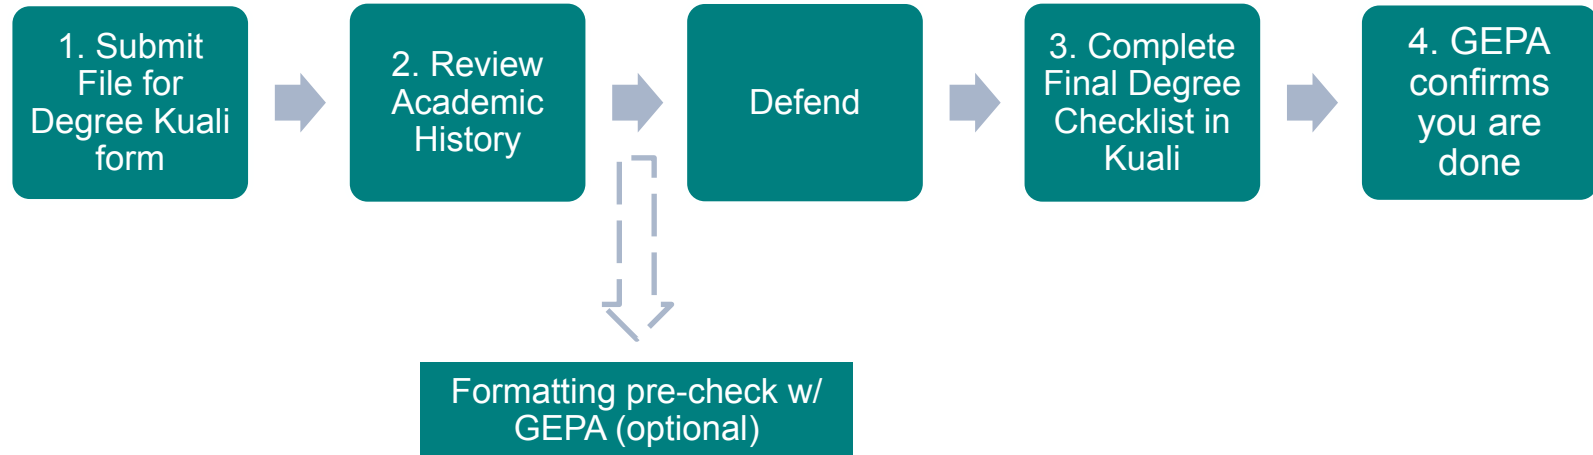 1. Submit
File for
Degree Kuali
form
2. Review
Academic
History
Defend
3. Complete
Final Degree
Checklist in
Kuali
4. GEPA
confirms
you are
done
Formatting pre-check w/
GEPA (optional)